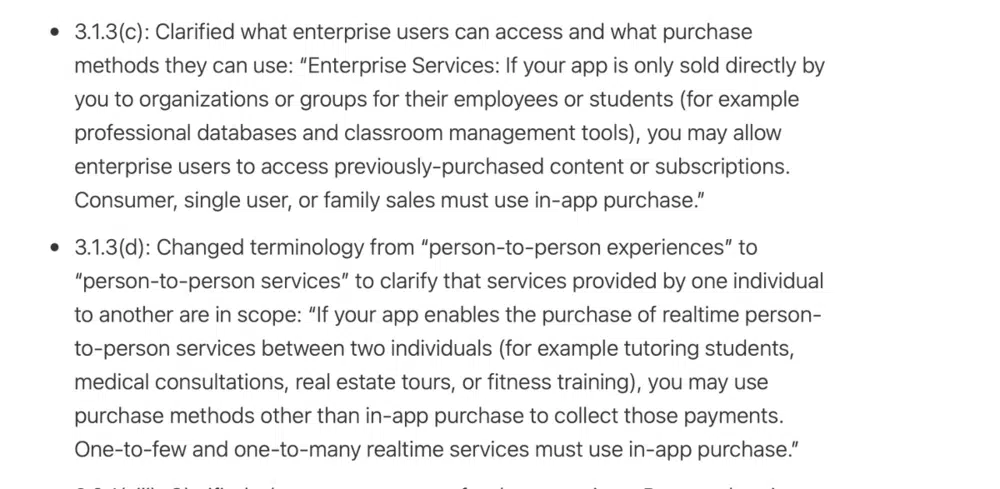 • 3.1.3(c): Clarified what enterprise users can access and what purchase
methods they can use: “Enterprise Services: If your app is only sold directly by
you to organizations or groups for their employees or students (for example
professional databases and classroom management tools), you may allow
enterprise users to access previously-purchased content or subscriptions.
Consumer, single user, or family sales must use in-app purchase.”
• 3.1.3(d): Changed terminology from “person-to-person experiences” to
“person-to-person services” to clarify that services provided by one individual
to another are in scope: “If your app enables the purchase of realtime person-
to-person services between two individuals (for example tutoring students,
medical consultations, real estate tours, or fitness training), you may use
purchase methods other than in-app purchase to collect those payments.
One-to-few and one-to-many realtime services must use in-app purchase.”